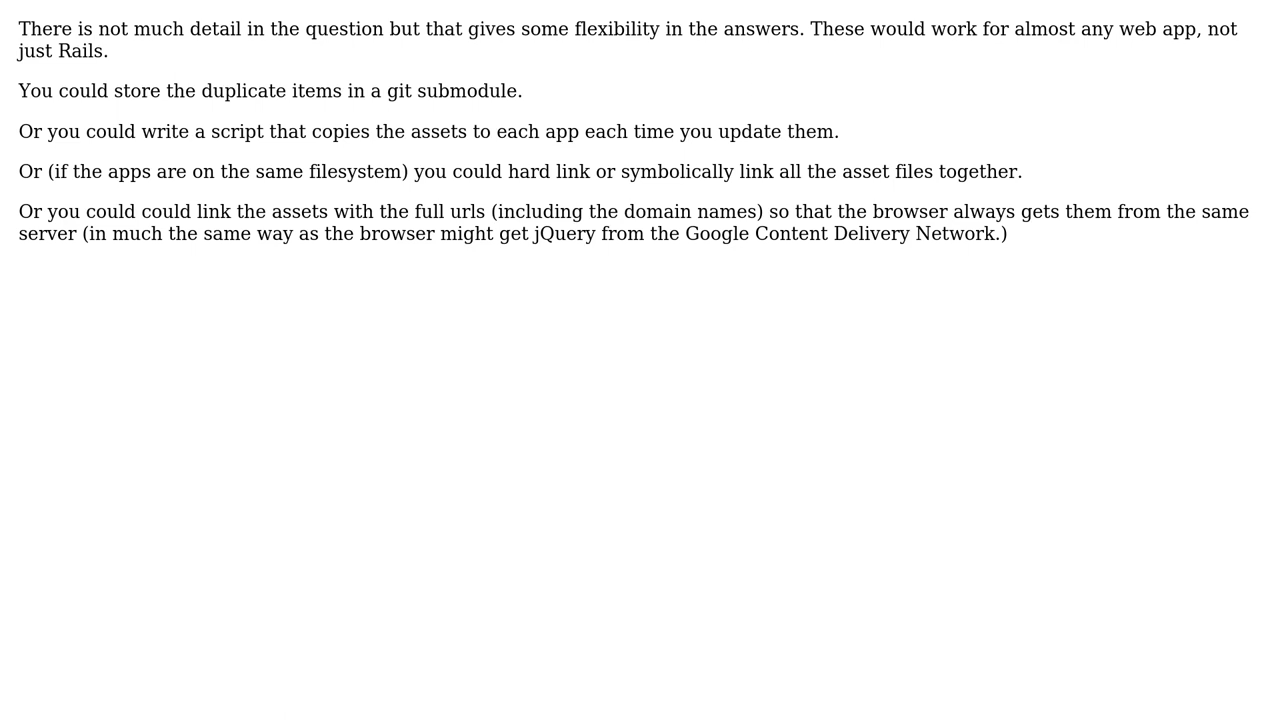 There is not much detail in the question but that gives some flexibility in the answers. These would work for almost any web app, not
just Rails.
You could store the duplicate items in a git submodule.
Or you could write a script that copies the assets to each app each time you update them.
Or (if the apps are on the same filesystem) you could hard link or symbolically link all the asset files together.
Or you could could link the assets with the full urls (including the domain names) so that the browser always gets them from the same
server (in much the same way as the browser might get jQuery from the Google Content Delivery Network.)